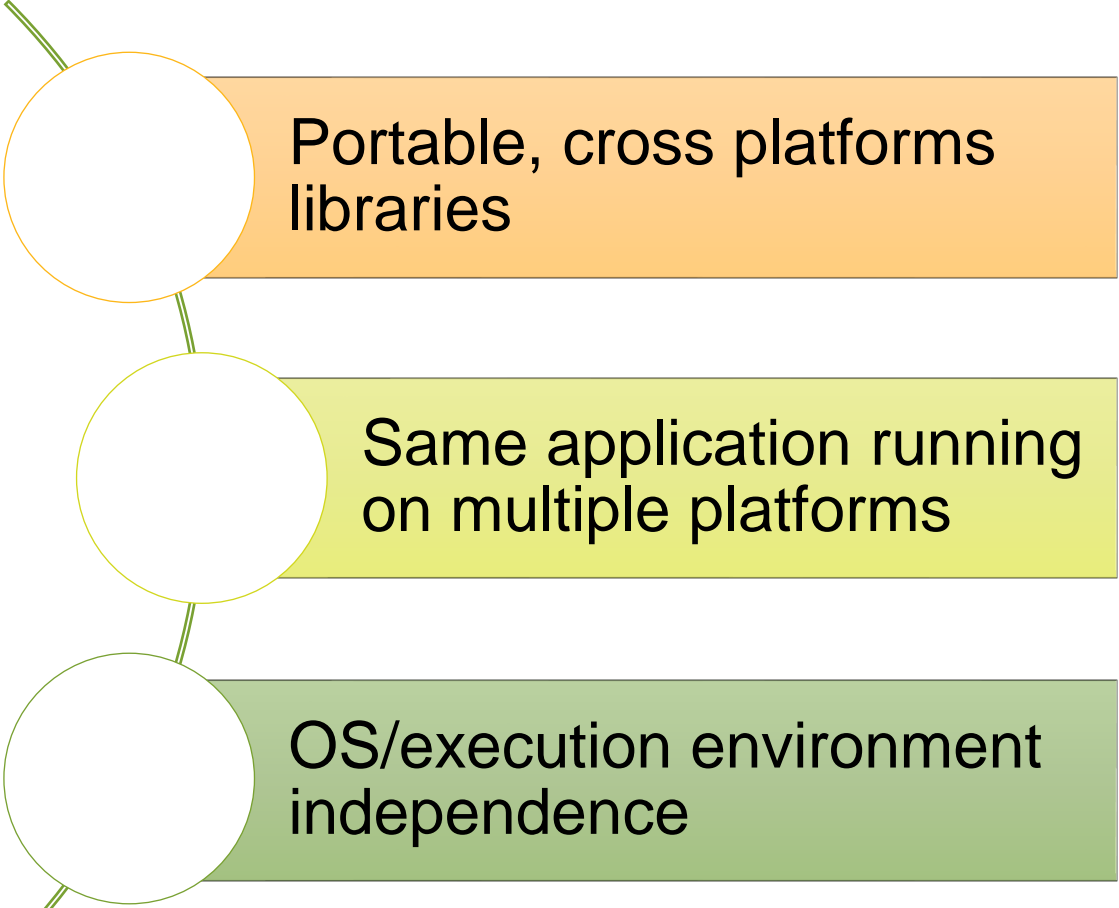 Portable, cross platforms
libraries
Same application running
on multiple platforms
OS/execution environment
independence